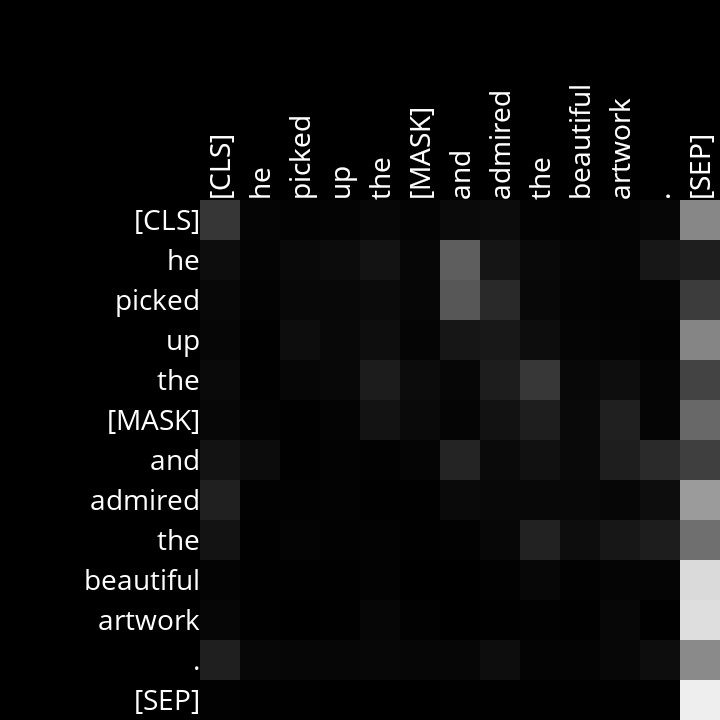 [CLS] he picked up the [MASK] and admired the beautiful artwork . [SEP]
[CLS]
he
picked
up
the
[MASK]
and
admired
the
beautiful
artwork
.
[SEP]